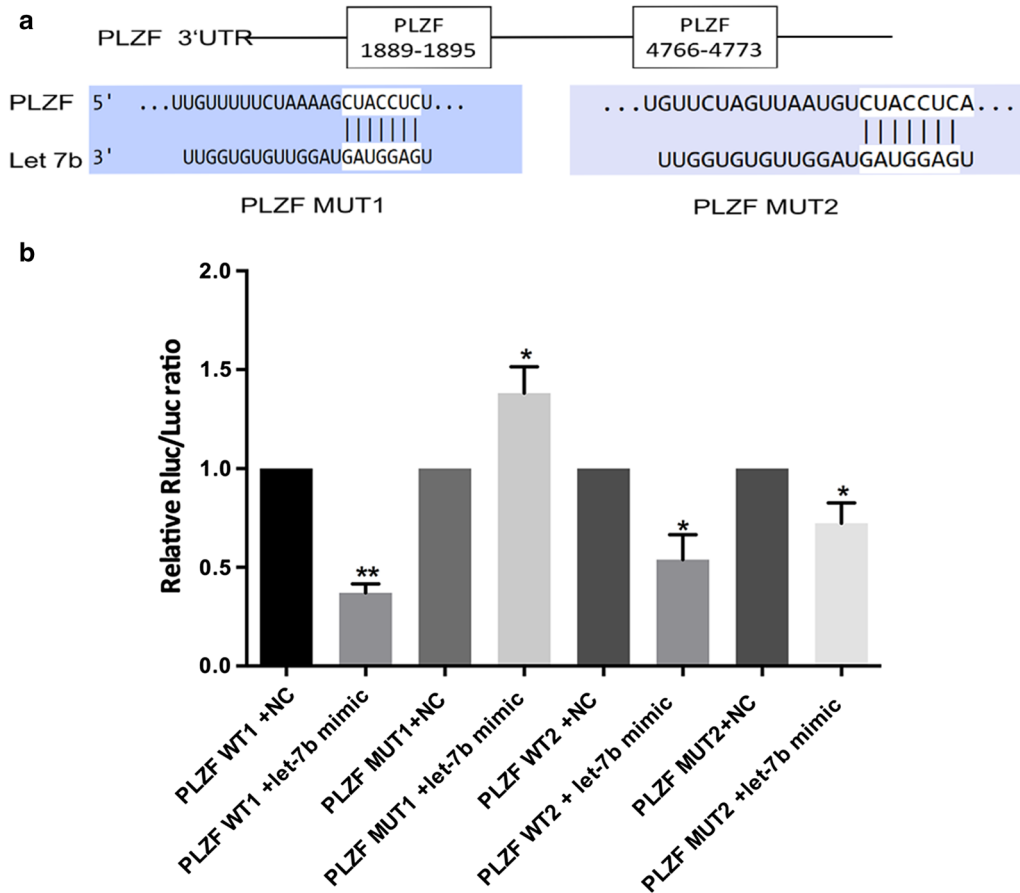 a
PLZF 3'UTR
PLZF
1889-1895
PLZF
4766-4773
PLZF 5' ...UUGUUUUUCUAAAAGCUACCUCU...
Let 7b 3' UUGGUGUGUUGGAUGAUGGAGU
...UGUUCUAGUUAAUGUCUACCUCA...
UUGGUGUGUUGGAUGAUGGAGU
PLZF MUT1
PLZF MUT2
b
Relative Rluc/Luc ratio
2.0
1.5
1.0
0.5
0.0
**
*
*
*
PLZF WT1 +NC
PLZF WT1 +let-7b mimic
PLZF MUT1+NC
PLZF MUT1 +let-7b mimic
PLZF WT2 +NC
PLZF WT2 + let-7b mimic
PLZF MUT2+NC
PLZF MUT2 +let-7b mimic